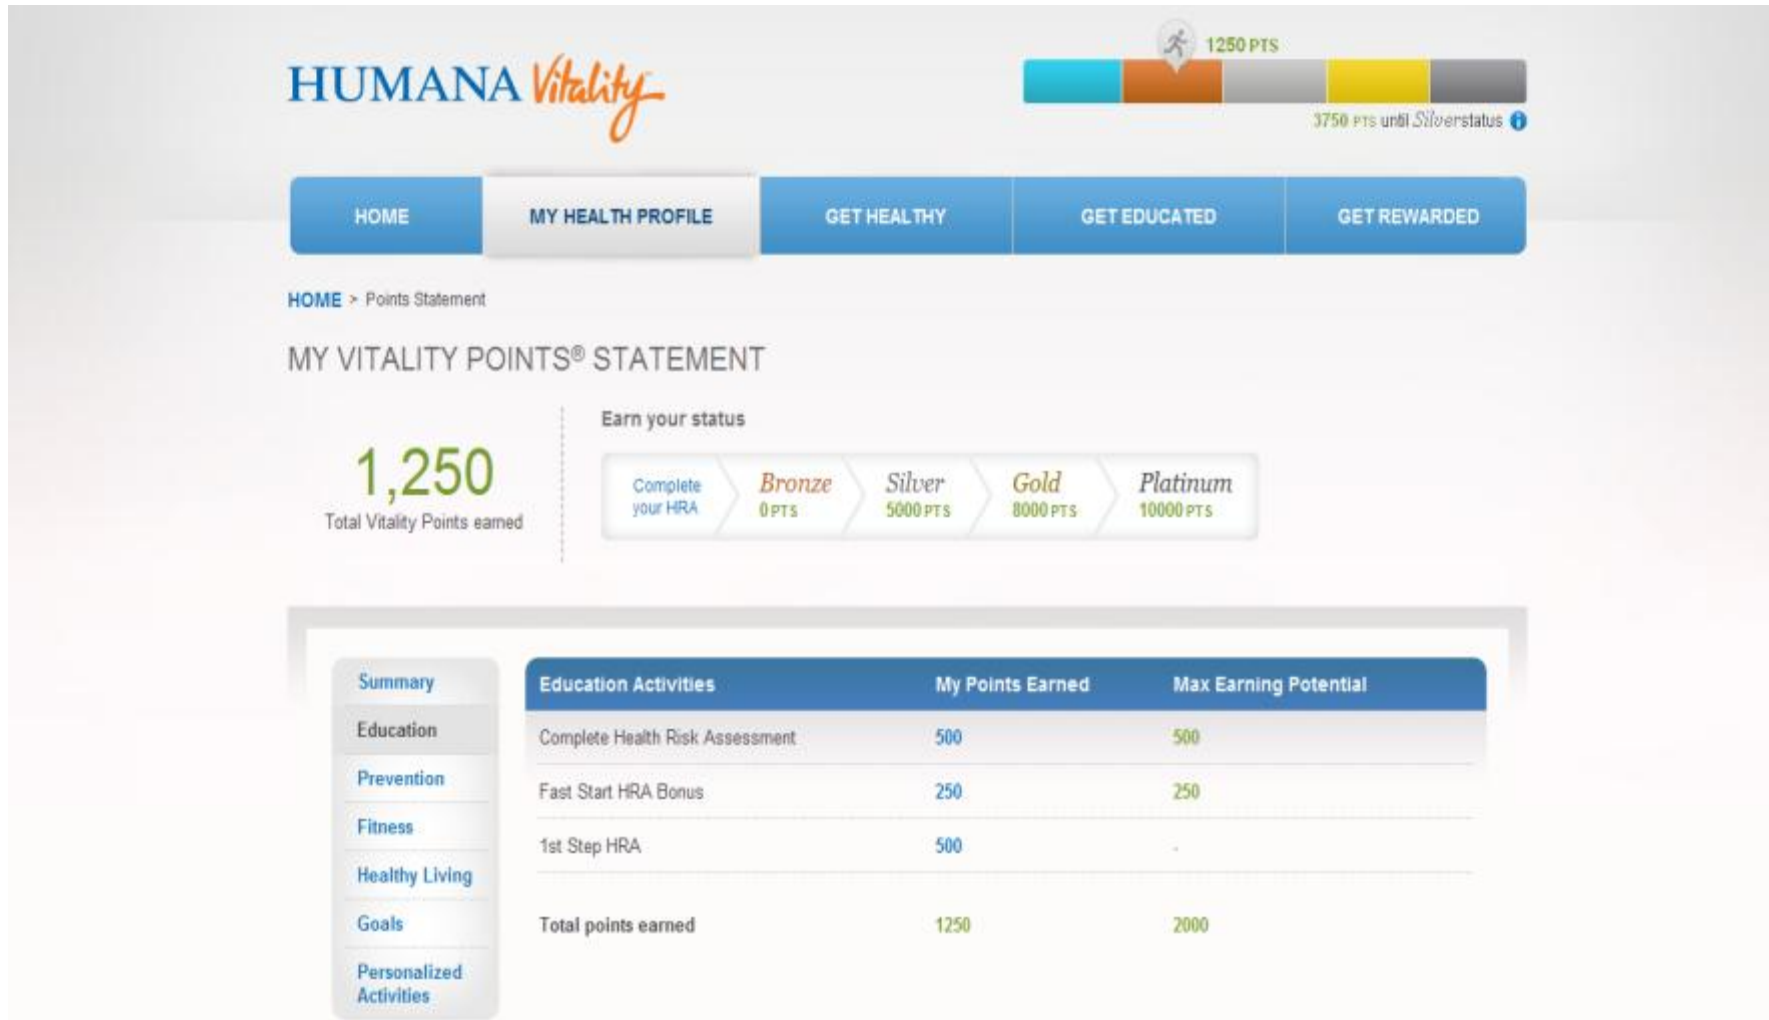 HUMANA Vitality
1250 PTS
3750 PTS until Silverstatus i
HOME MY HEALTH PROFILE GET HEALTHY GET EDUCATED GET REWARDED
HOME > Points Statement
MY VITALITY POINTS® STATEMENT
1,250
Total Vitality Points earned
Earn your status
Complete
your HRA
Bronze
0 PTS
Silver
5000 PTS
Gold
8000 PTS
Platinum
10000 PTS
Summary
Education
Prevention
Fitness
Healthy Living
Goals
Personalized
Activities
Education Activities My Points Earned Max Earning Potential
Complete Health Risk Assessment 500 500
Fast Start HRA Bonus 250 250
1st Step HRA 500 -
Total points earned 1250 2000